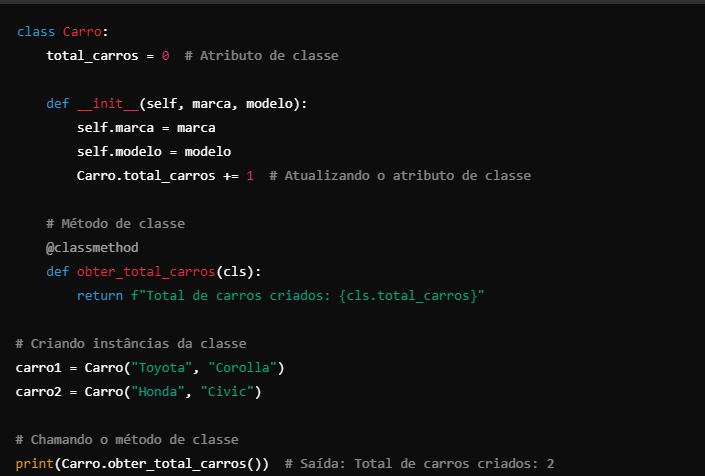 class Carro:
    total_carros = 0  # Atributo de classe

    def __init__(self, marca, modelo):
        self.marca = marca
        self.modelo = modelo
        Carro.total_carros += 1  # Atualizando o atributo de classe

    # Método de classe
    @classmethod
    def obter_total_carros(cls):
        return f"Total de carros criados: {cls.total_carros}"

# Criando instâncias da classe
carro1 = Carro("Toyota", "Corolla")
carro2 = Carro("Honda", "Civic")

# Chamando o método de classe
print(Carro.obter_total_carros())  # Saída: Total de carros criados: 2